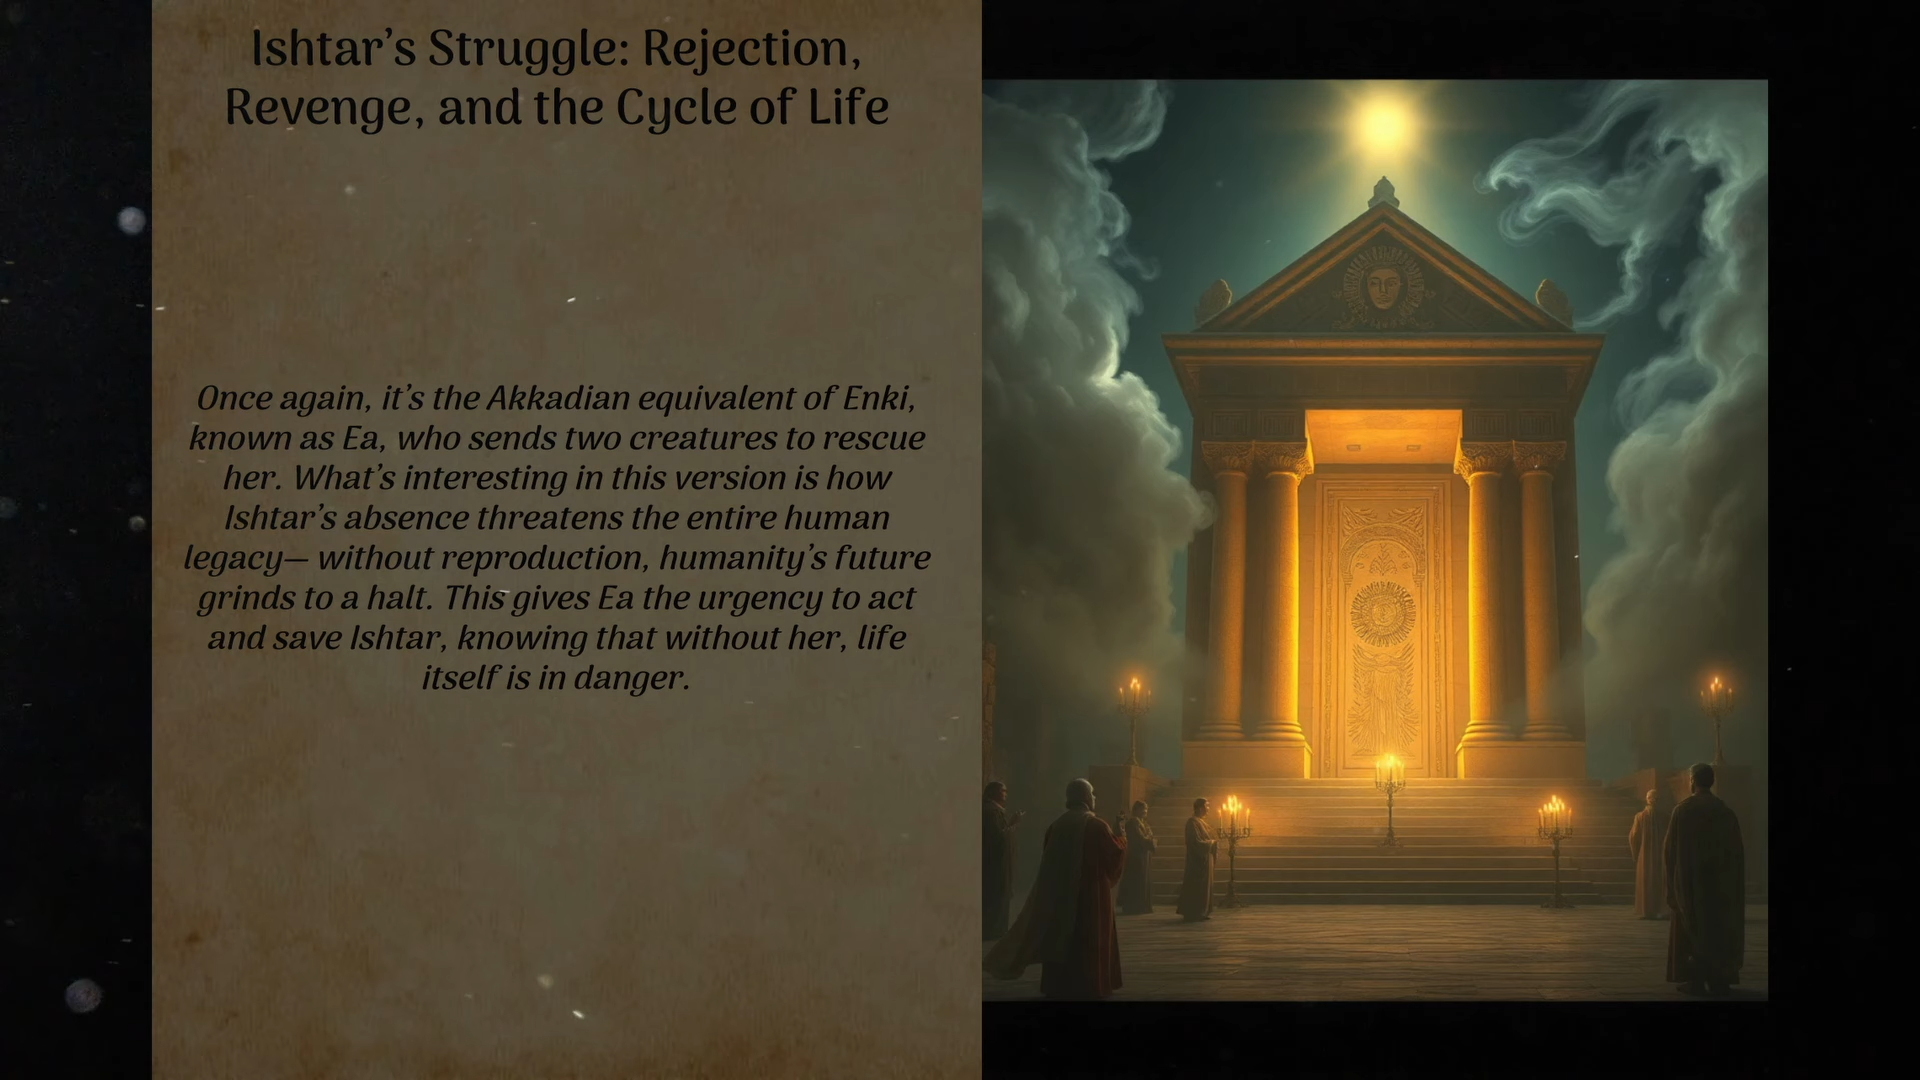 Ishtar’s Struggle: Rejection,
Revenge, and the Cycle of Life
Once again, it’s the Akkadian equivalent of Enki,
known as Ea, who sends two creatures to rescue
her. What’s interesting in this version is how
Ishtar’s absence threatens the entire human
legacy— without reproduction, humanity’s future
grinds to a halt. This gives Ea the urgency to act
and save Ishtar, knowing that without her, life
itself is in danger.